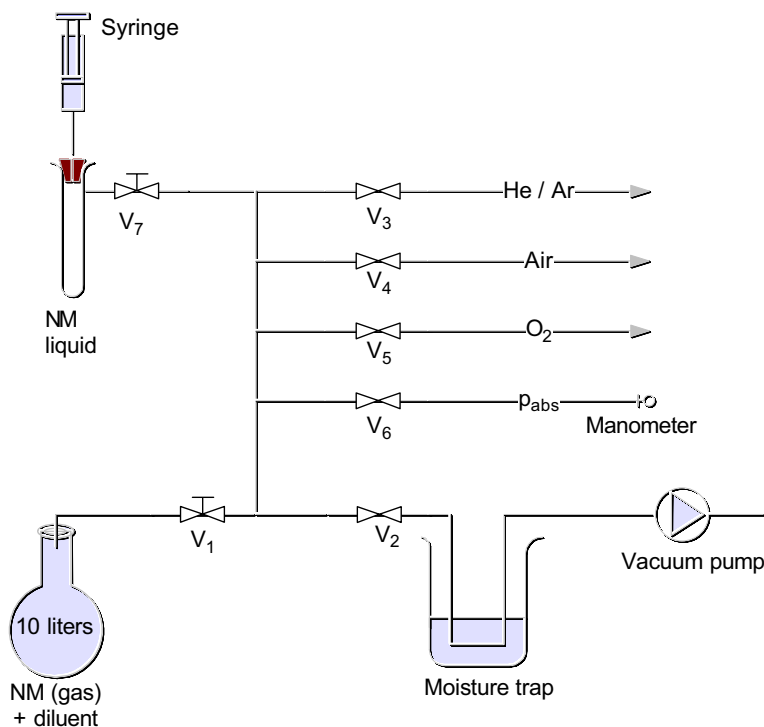 Syringe
He / Ar
V7
V3
Air
V4
NM
liquid
O2
V5
pabs
V6
Manometer
V1
V2
Vacuum pump
10 liters
Moisture trap
NM (gas)
+ diluent